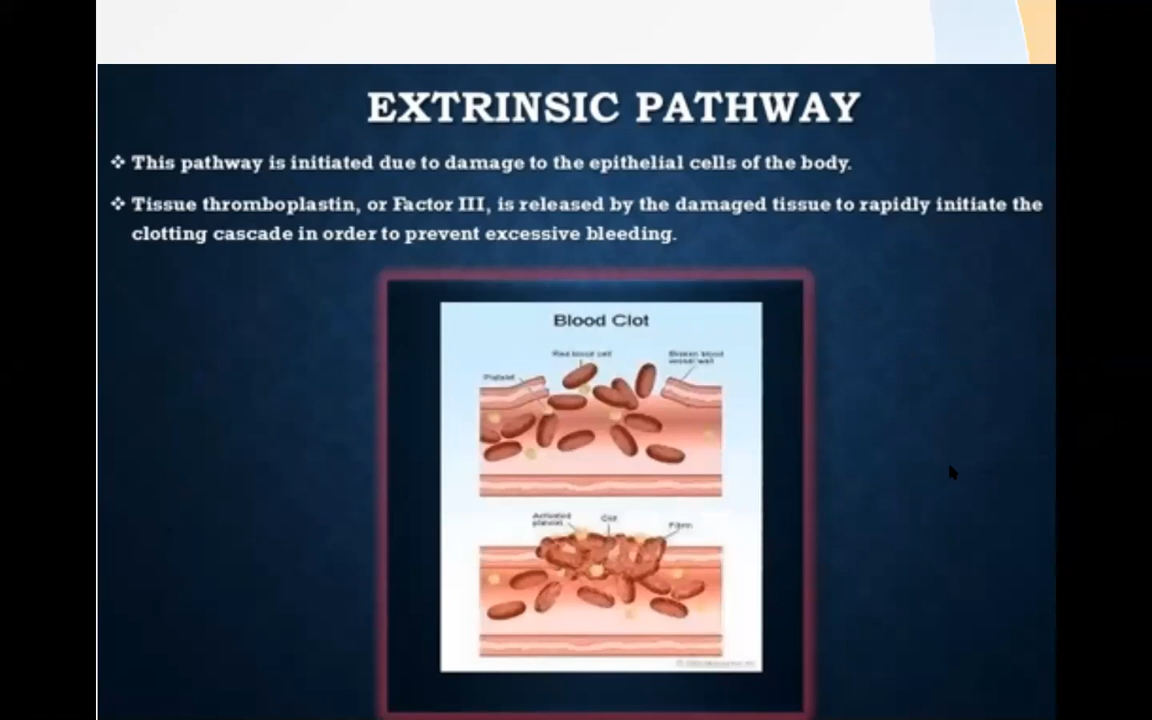 EXTRINSIC PATHWAY
❖ This pathway is initiated due to damage to the epithelial cells of the body.
❖ Tissue thromboplastin, or Factor III, is released by the damaged tissue to rapidly initiate the
clotting cascade in order to prevent excessive bleeding.
Blood Clot
Red blood cell
Broken blood
vessel wall
Platelet
Activated
platelet
Clot
Fibrin